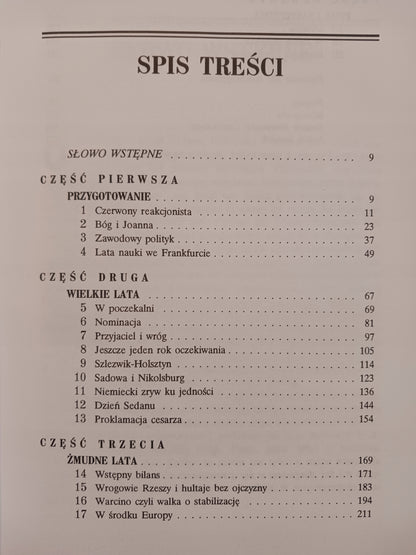 SPIS TREŚCI
SŁOWO WSTĘPNE . . . . . . . . . . . . . . . . . . . . . . . . . . 9
CZĘŚĆ PIERWSZA
PRZYGOTOWANIE . . . . . . . . . . . . . . . . . . . . . . . . . . 9
1 Czerwony reakcjonista . . . . . . . . . . . . . . . . . . . . . . 11
2 Bóg i Joanna . . . . . . . . . . . . . . . . . . . . . . . . . . 23
3 Zawodowy polityk . . . . . . . . . . . . . . . . . . . . . . . . 37
4 Lata nauki we Frankfurcie . . . . . . . . . . . . . . . . . . . . 49
CZĘŚĆ DRUGA
WIELKIE LATA . . . . . . . . . . . . . . . . . . . . . . . . . . 67
5 W poczekalni . . . . . . . . . . . . . . . . . . . . . . . . . . 69
6 Nominacja . . . . . . . . . . . . . . . . . . . . . . . . . . . 81
7 Przyjaciel i wróg . . . . . . . . . . . . . . . . . . . . . . . . 97
8 Jeszcze jeden rok oczekiwania . . . . . . . . . . . . . . . . . . 105
9 Szlezwik-Holsztyn . . . . . . . . . . . . . . . . . . . . . . . . 114
10 Sadowa i Nikolsburg . . . . . . . . . . . . . . . . . . . . . . 123
11 Niemiecki zryw ku jedności . . . . . . . . . . . . . . . . . . . 136
12 Dzień Sedanu . . . . . . . . . . . . . . . . . . . . . . . . . . 144
13 Proklamacja cesarza . . . . . . . . . . . . . . . . . . . . . . . 154
CZĘŚĆ TRZECIA
ŻMUDNE LATA . . . . . . . . . . . . . . . . . . . . . . . . . . 169
14 Wstępny bilans . . . . . . . . . . . . . . . . . . . . . . . . . 171
15 Wrogowie Rzeszy i hultaje bez ojczyzny . . . . . . . . . . . . . 183
16 Warcino czyli walka o stabilizację . . . . . . . . . . . . . . . 194
17 W środku Europy . . . . . . . . . . . . . . . . . . . . . . . . 211